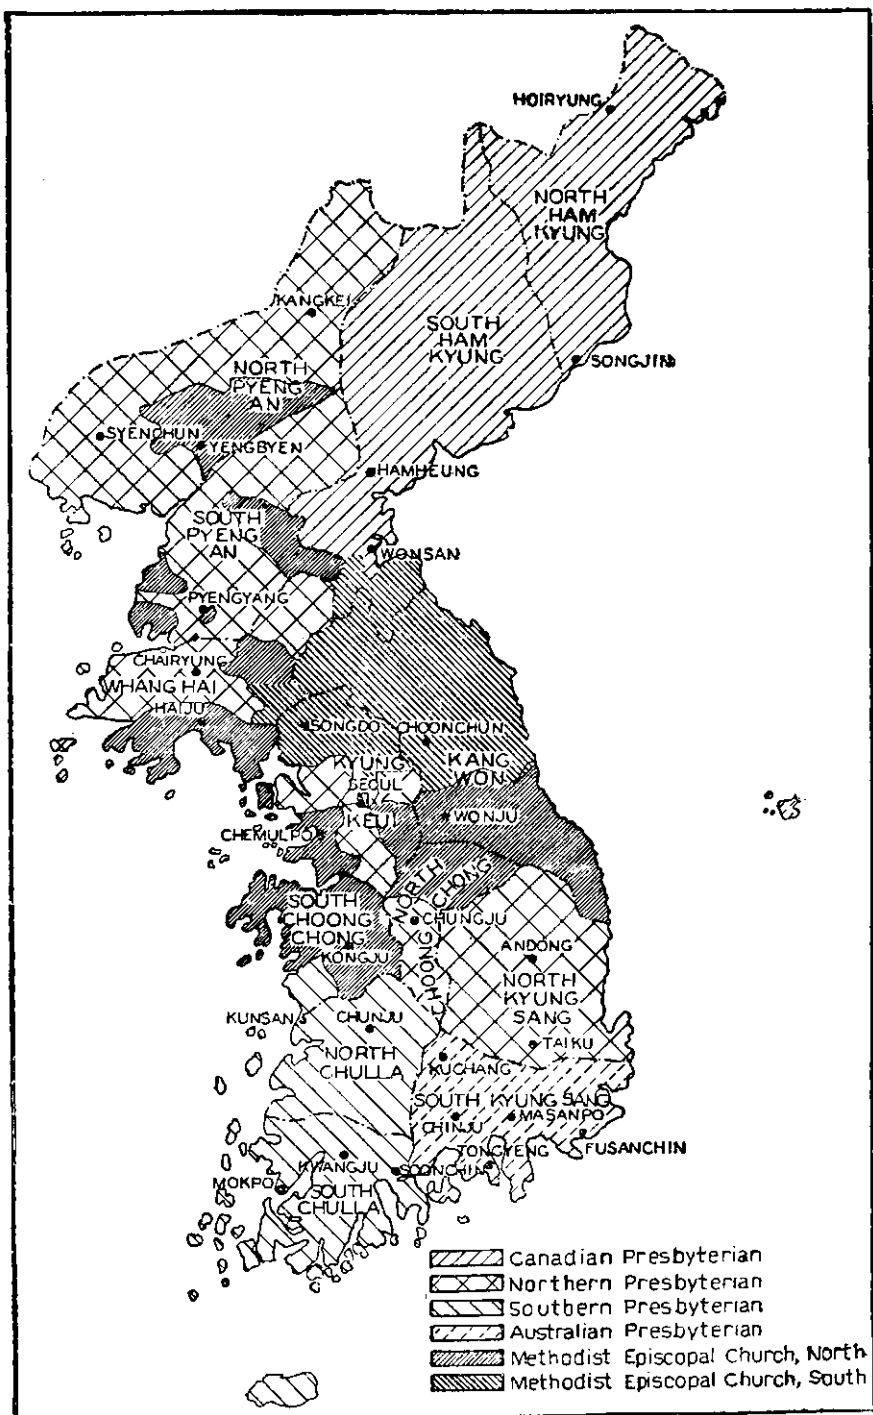 HOIRYUNG
NORTH
HAM
KYUNG
KANGKEI
SOUTH
HAM
KYUNG
SONGJIN
NORTH
PYENG
AN
SYENCHUN
YENGBYEN
HAMHEUNG
SOUTH
PYENG
AN
WONSAN
PYENGYANG
CHAIRYUNG
WHANG HAI
HAIJU
SONGDO
CHOONCHUN
KYUNG
KANG
WON
SEOUL
KEUI
WONJU
CHEMULPO
NORTH
CHOONG
CHONG
SOUTH
CHOONG
CHONG
CHUNGJU
KONGJU
ANDONG
NORTH
KYUNG
SANG
KUNSAN
CHUNJU
TAIKU
NORTH
CHULLA
KUCHANG
SOUTH KYUNG SANG
CHINJU
MASANPO
FUSANCHIN
TONGYENG
KWANGJU
SOONCHUN
MOKPO
SOUTH
CHULLA
Canadian Presbyterian
Northern Presbyterian
Southern Presbyterian
Australian Presbyterian
Methodist Episcopal Church, North
Methodist Episcopal Church, South